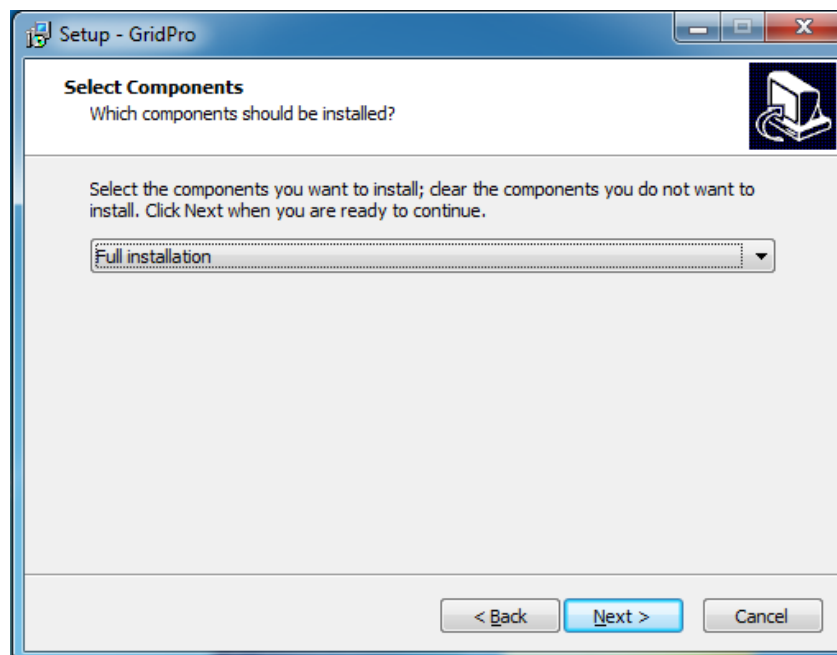 Setup - GridPro
Select Components
Which components should be installed?
Select the components you want to install; clear the components you do not want to
install. Click Next when you are ready to continue.
Full installation
< Back
Next >
Cancel